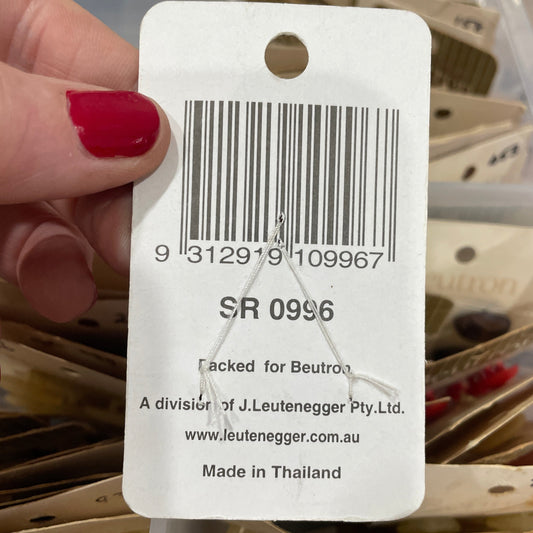 9 312919 109967
SR 0996
Packed for Beutron
A division of J.Leutenegger Pty.Ltd.
www.leutenegger.com.au
Made in Thailand
Beutron